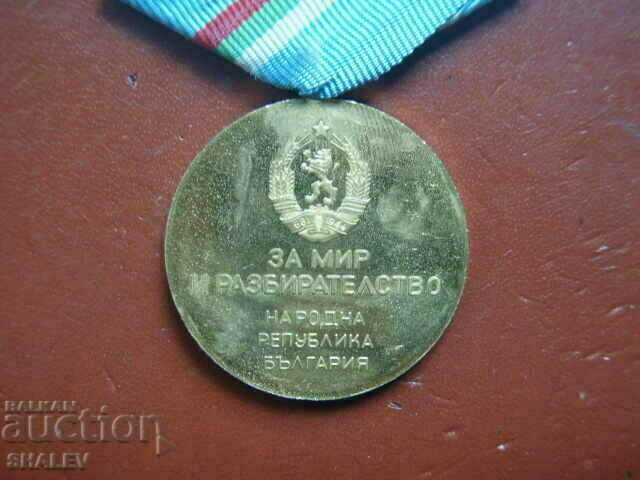 ЗА МИР
И РАЗБИРАТЕЛСТВО
НАРОДНА
РЕПУБЛИКА
БЪЛГАРИЯ
BALKAN
auction
SHALEV